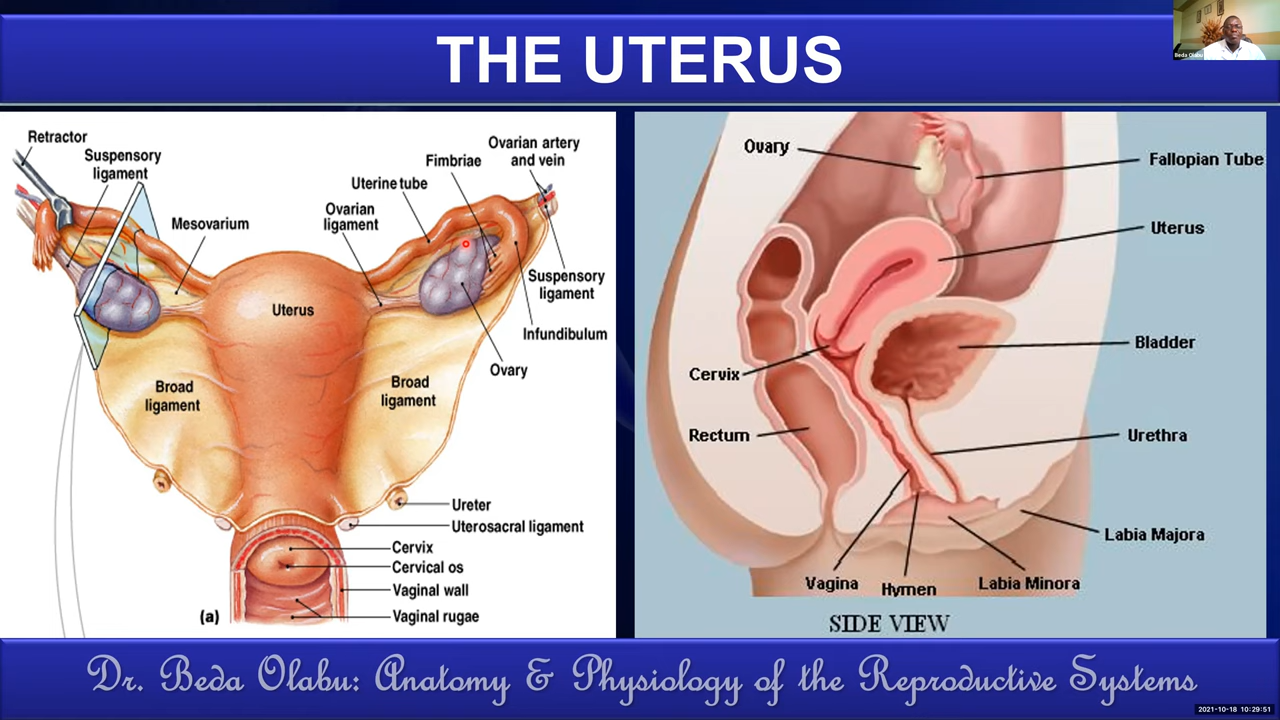 THE UTERUS
Beda Olabu
Retractor
Suspensory
ligament
Mesovarium
Ovarian
ligament
Uterine tube
Fimbriae
Ovarian artery
and vein
Suspensory
ligament
Infundibulum
Ovary
Uterus
Broad
ligament
Broad
ligament
Ureter
Uterosacral ligament
Cervix
Cervical os
Vaginal wall
Vaginal rugae
(a)
Ovary
Fallopian Tube
Uterus
Bladder
Cervix
Rectum
Urethra
Labia Majora
Vagina
Hymen
Labia Minora
SIDE VIEW
Dr. Beda Olabu: Anatomy & Physiology of the Reproductive Systems
2021-10-18 10:29:51